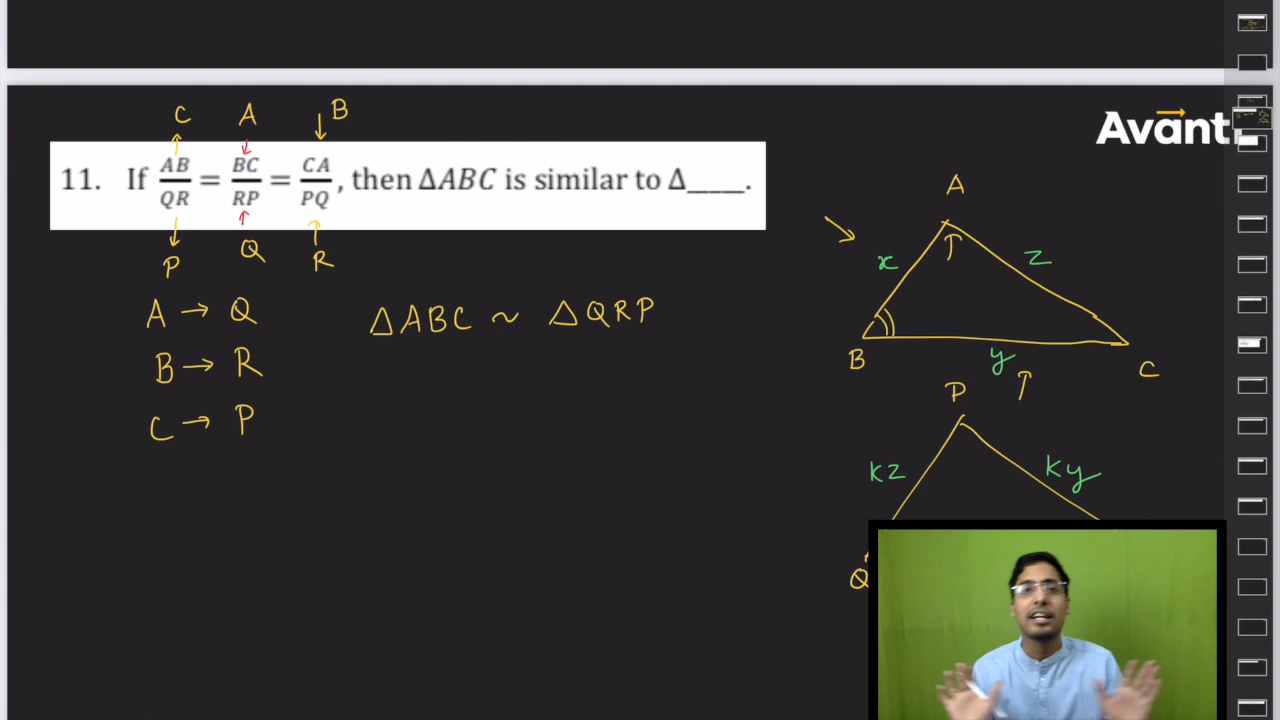 C A B
Avant
11. If AB/QR = BC/RP = CA/PQ, then ΔABC is similar to Δ____.
P Q R
A → Q
B → R
C → P
ΔABC ~ ΔQRP
A
x z
B y C
P
kz ky
Q